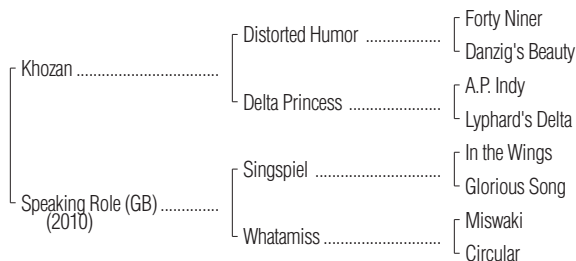 Forty Niner
Distorted Humor ....................
Danzig's Beauty
Khozan .......................................
A.P. Indy
Delta Princess .........................
Lyphard's Delta
In the Wings
Singspiel ..................................
Glorious Song
Speaking Role (GB) ...............
(2010)
Miswaki
Whatamiss ................................
Circular